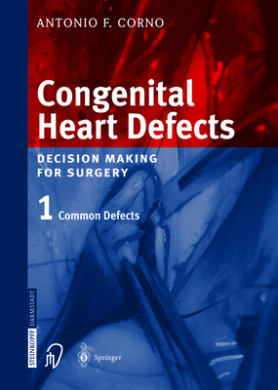 ANTONIO F. CORNO
Congenital
Heart Defects
DECISION MAKING
FOR SURGERY
1 Common Defects
STEINKOPFF
DARMSTADT
Springer